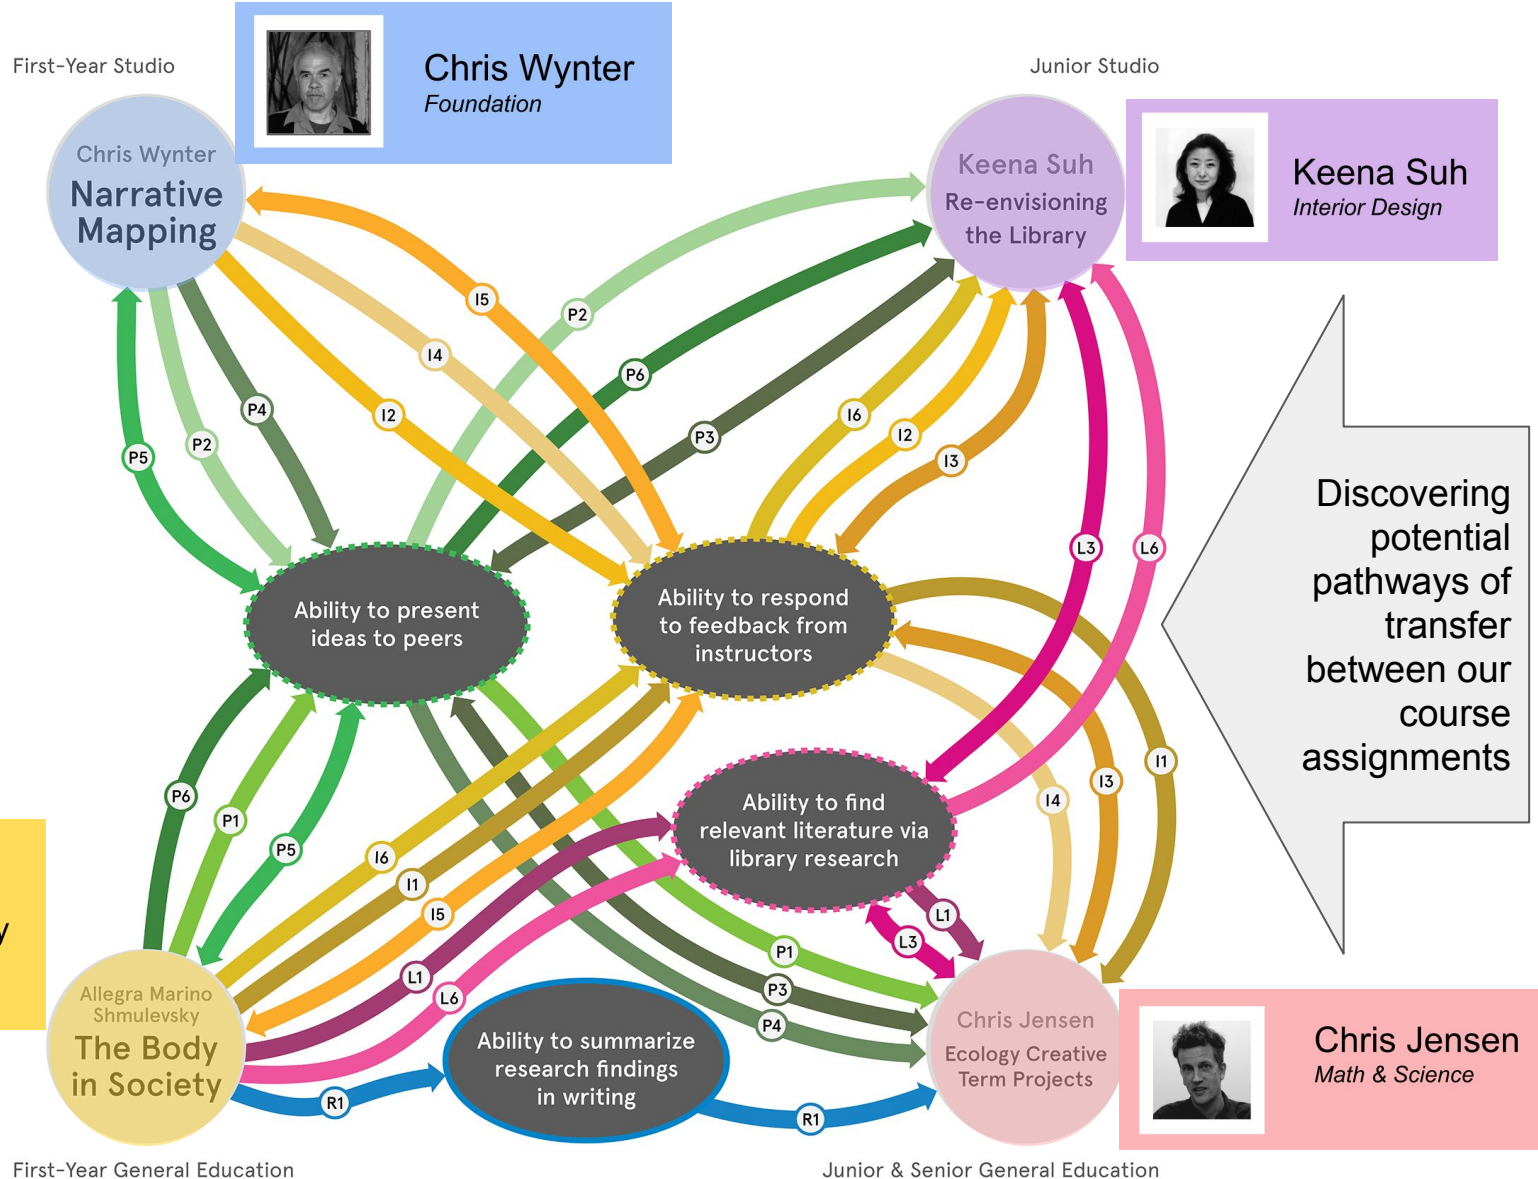 First-Year Studio
Chris Wynter
Foundation
Junior Studio
Chris Wynter
Narrative
Mapping
Keena Suh
Re-envisioning
the Library
Keena Suh
Interior Design
I5
P2
I4
P6
P4
I2
I6
P3
I2
P2
P5
I3
L3
L6
Discovering
potential
pathways of
transfer
between our
course
assignments
Ability to present
ideas to peers
Ability to respond
to feedback from
instructors
I1
I3
I4
P6
P1
P5
Ability to find
relevant literature via
library research
I6
I1
I5
L1
L3
P1
L1
L6
P3
P4
y
Allegra Marino
Shmulevsky
The Body
in Society
Ability to summarize
research findings
in writing
Chris Jensen
Ecology Creative
Term Projects
Chris Jensen
Math & Science
R1
R1
First-Year General Education
Junior & Senior General Education